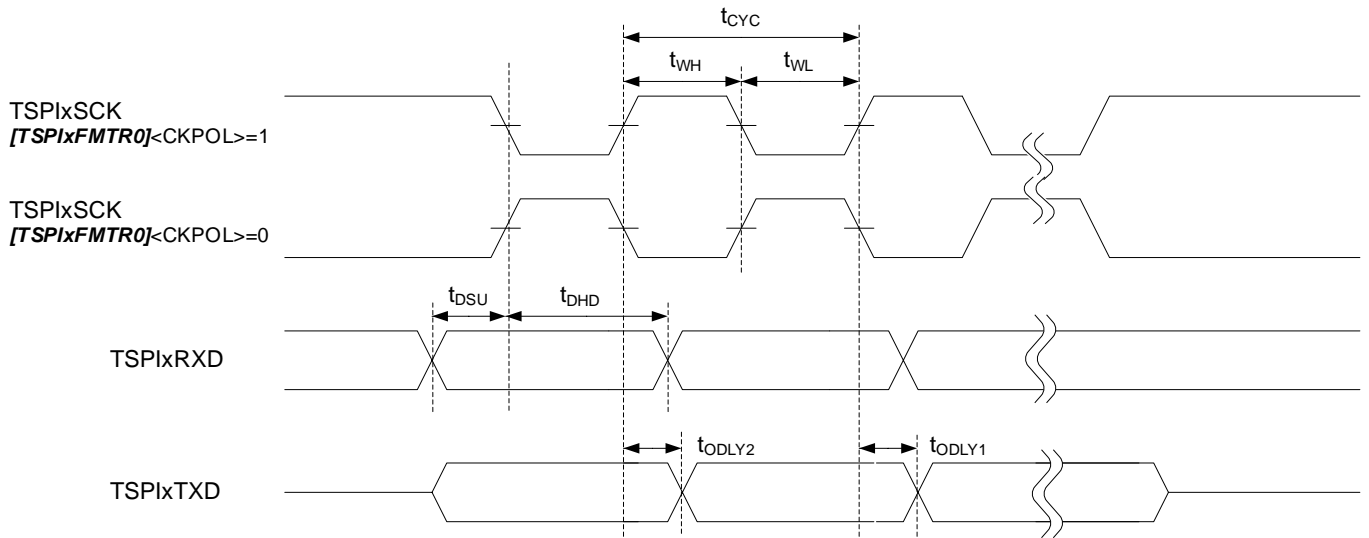 tCYC
tWH
tWL
TSPIxSCK
[TSPIxFMTR0]<CKPOL>=1
TSPIxSCK
[TSPIxFMTR0]<CKPOL>=0
tDSU
tDHD
TSPIxRXD
tODLY2
tODLY1
TSPIxTXD